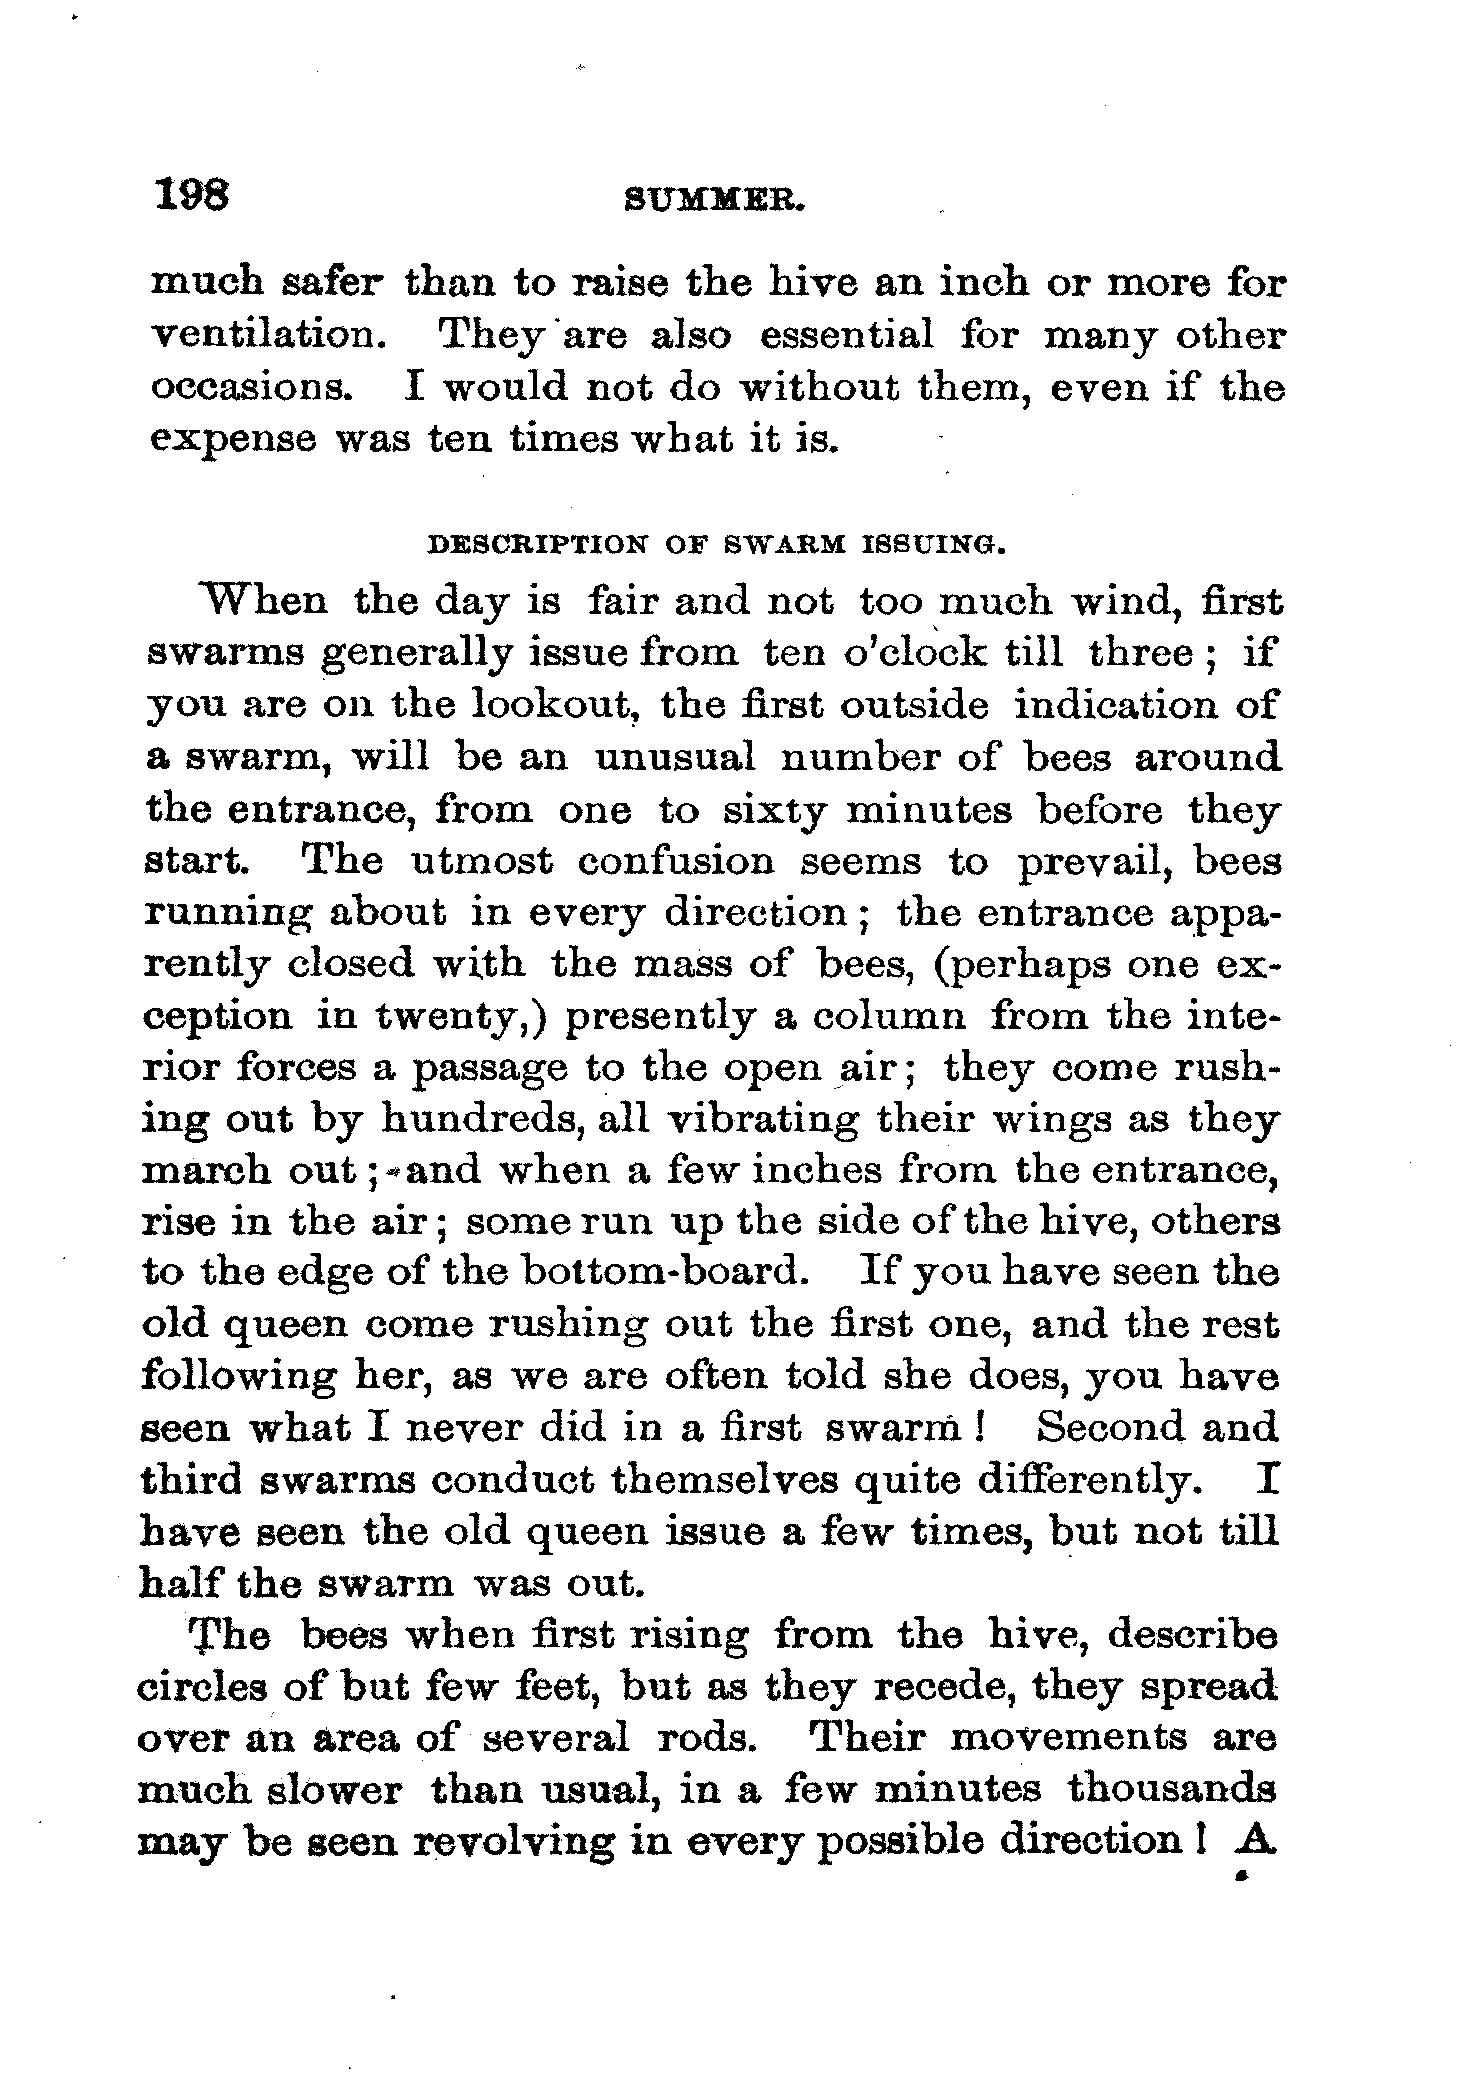 198 SUMMER.
much safer than to raise the hive an inch or more for
ventilation. They are also essential for many other
occasions. I would not do without them, even if the
expense was ten times what it is.
DESCRIPTION OF SWARM ISSUING.
When the day is fair and not too much wind, first
swarms generally issue from ten o'clock till three; if
you are on the lookout, the first outside indication of
a swarm, will be an unusual number of bees around
the entrance, from one to sixty minutes before they
start. The utmost confusion seems to prevail, bees
running about in every direction; the entrance appa-
rently closed with the mass of bees, (perhaps one ex-
ception in twenty,) presently a column from the inte-
rior forces a passage to the open air; they come rush-
ing out by hundreds, all vibrating their wings as they
march out; and when a few inches from the entrance,
rise in the air; some run up the side of the hive, others
to the edge of the bottom-board. If you have seen the
old queen come rushing out the first one, and the rest
following her, as we are often told she does, you have
seen what I never did in a first swarm! Second and
third swarms conduct themselves quite differently. I
have seen the old queen issue a few times, but not till
half the swarm was out.
The bees when first rising from the hive, describe
circles of but few feet, but as they recede, they spread
over an area of several rods. Their movements are
much slower than usual, in a few minutes thousands
may be seen revolving in every possible direction! A